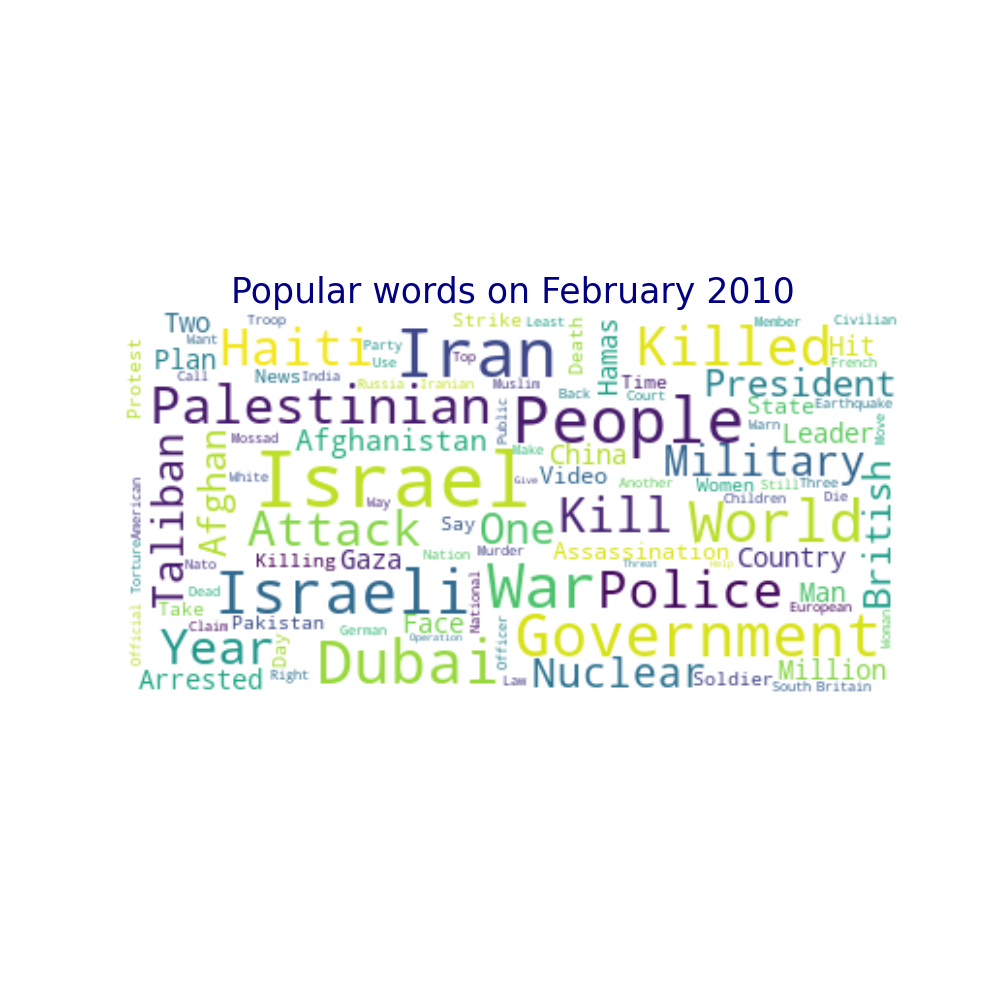 Popular words on February 2010
Two
Want
Troop
Haiti
Plan
Call
News
India
Party
Use
Iran
Top
Strike
Least
Death
Hamas
Killed
Member
Civilian
Hit
French
Protest
Russia
Iranian
Muslim
Back
Time
Court
President
Palestinian
Public
People
State
Earthquake
Warn
Leader
Move
Mossad
Afghanistan
Make
China
Military
Taliban
Afghan
White
Israel
Way
Give
Video
Another
Women
Still
Three
Children
Die
British
American
Torture
Attack
Say
One
Kill
World
Nato
Killing
Gaza
Nation
Murder
Assassination
Threat
Help
Country
Dead
Israeli
National
War
Police
Man
European
Take
Claim
Pakistan
German
Face
Operation
Officer
Government
Woman
Official
Year
Day
Right
Dubai
Law
Nuclear
Soldier
Million
Arrested
South
Britain